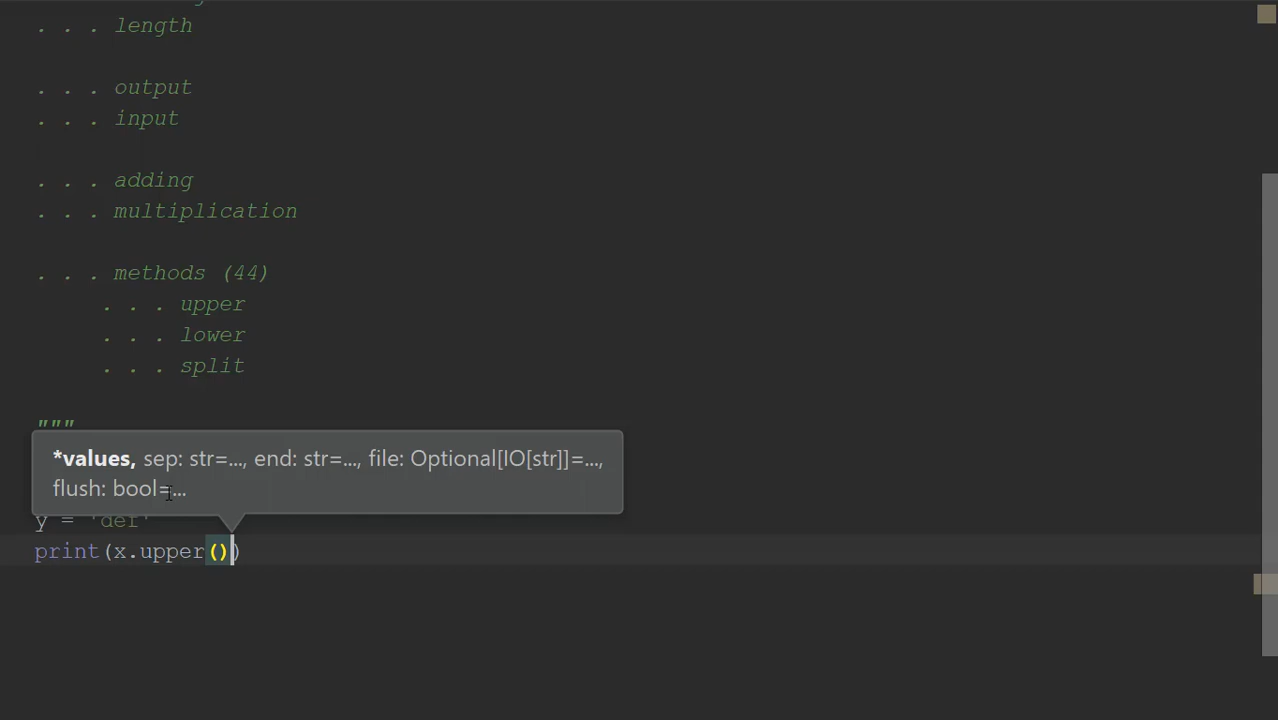 . . . length
. . . output
. . . input
. . . adding
. . . multiplication
. . . methods (44)
. . . upper
. . . lower
. . . split
"""
*values, sep: str=..., end: str=..., file: Optional[IO[str]]=...,
flush: bool=...
y = 'def'
print(x.upper())